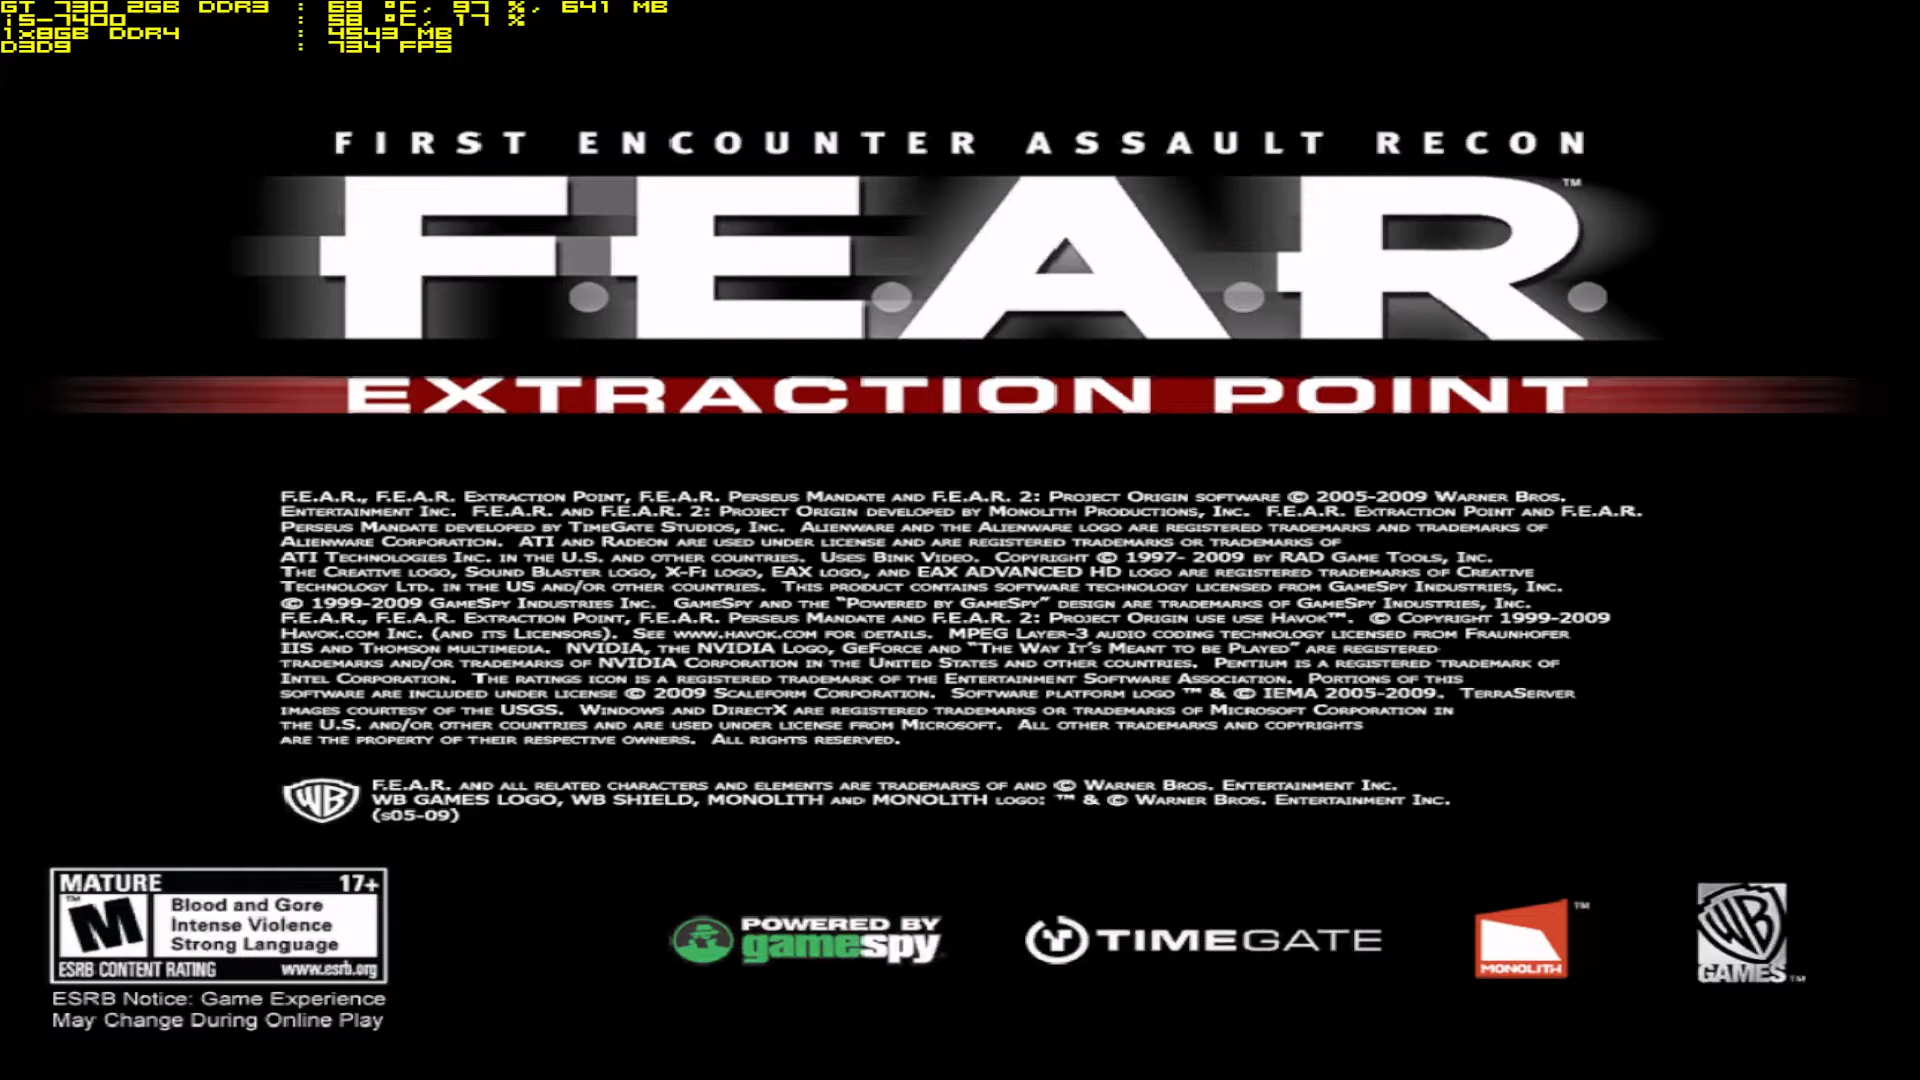 GT 730 2GB DDR3 : 69 °C, 97 %, 641 MB
i5-7400 : 58 °C, 17 %
1x8GB DDR4 : 4543 MB
D3D9 : 734 FPS
FIRST ENCOUNTER ASSAULT RECON
F.E.A.R.™
EXTRACTION POINT
F.E.A.R., F.E.A.R. Extraction Point, F.E.A.R. Perseus Mandate and F.E.A.R. 2: Project Origin software © 2005-2009 Warner Bros.
Entertainment Inc. F.E.A.R. and F.E.A.R. 2: Project Origin developed by Monolith Productions, Inc. F.E.A.R. Extraction Point and F.E.A.R.
Perseus Mandate developed by TimeGate Studios, Inc. Alienware and the Alienware logo are registered trademarks and trademarks of
Alienware Corporation. ATI and Radeon are used under license and are registered trademarks or trademarks of
ATI Technologies Inc. in the U.S. and other countries. Uses Bink Video. Copyright © 1997- 2009 by RAD Game Tools, Inc.
The Creative logo, Sound Blaster logo, X-Fi logo, EAX logo, and EAX ADVANCED HD logo are registered trademarks of Creative
Technology Ltd. in the US and/or other countries. This product contains software technology licensed from GameSpy Industries, Inc.
© 1999-2009 GameSpy Industries Inc. GameSpy and the “Powered by GameSpy” design are trademarks of GameSpy Industries, Inc.
F.E.A.R., F.E.A.R. Extraction Point, F.E.A.R. Perseus Mandate and F.E.A.R. 2: Project Origin use use Havok™. © Copyright 1999-2009
Havok.com Inc. (and its Licensors). See www.havok.com for details. MPEG Layer-3 audio coding technology licensed from Fraunhofer
IIS and Thomson multimedia. NVIDIA, the NVIDIA Logo, GeForce and “The Way It’s Meant to be Played” are registered
trademarks and/or trademarks of NVIDIA Corporation in the United States and other countries. Pentium is a registered trademark of
Intel Corporation. The ratings icon is a registered trademark of the Entertainment Software Association. Portions of this
software are included under license © 2009 Scaleform Corporation. Software platform logo ™ & © IEMA 2005-2009. TerraServer
images courtesy of the USGS. Windows and DirectX are registered trademarks or trademarks of Microsoft Corporation in
the U.S. and/or other countries and are used under license from Microsoft. All other trademarks and copyrights
are the property of their respective owners. All rights reserved.
WB F.E.A.R. and all related characters and elements are trademarks of and © Warner Bros. Entertainment Inc.
WB GAMES LOGO, WB SHIELD, MONOLITH and MONOLITH logo: ™ & © Warner Bros. Entertainment Inc.
(s05-09)
MATURE 17+
M™
Blood and Gore
Intense Violence
Strong Language
ESRB CONTENT RATING www.esrb.org
ESRB Notice: Game Experience
May Change During Online Play
POWERED BY
gamespy
TIMEGATE
MONOLITH™
WB
GAMES™